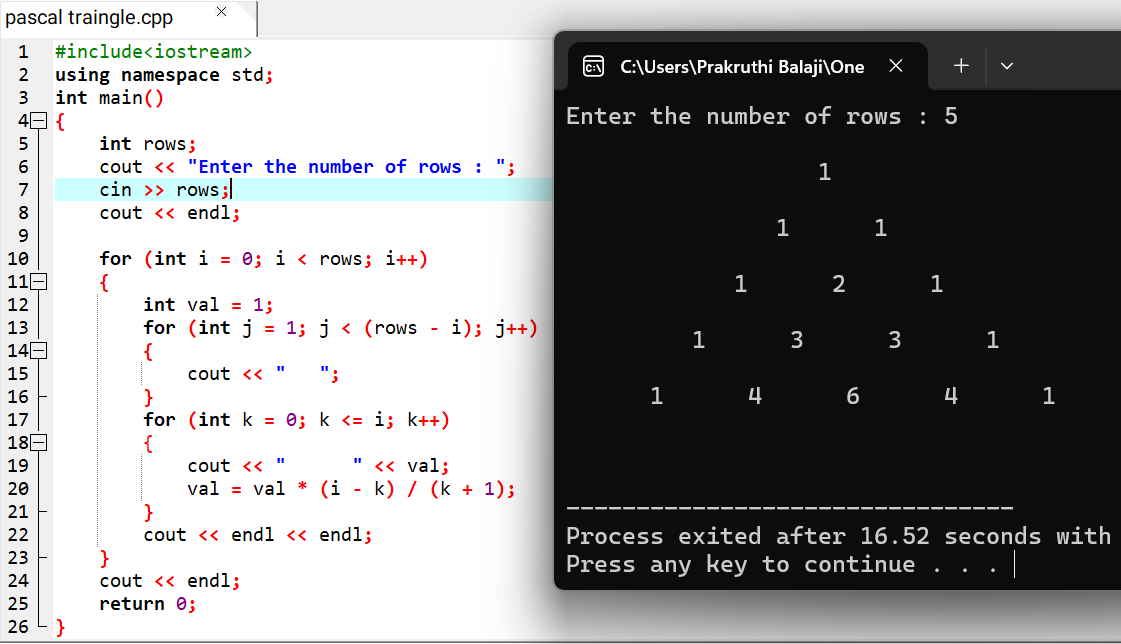 pascal traingle.cpp
1 #include<iostream>
2 using namespace std;
3 int main()
4 {
5     int rows;
6     cout << "Enter the number of rows : ";
7     cin >> rows;
8     cout << endl;
9
10     for (int i = 0; i < rows; i++)
11     {
12         int val = 1;
13         for (int j = 1; j < (rows - i); j++)
14         {
15             cout << "   ";
16         }
17         for (int k = 0; k <= i; k++)
18         {
19             cout << "      " << val;
20             val = val * (i - k) / (k + 1);
21         }
22         cout << endl << endl;
23     }
24     cout << endl;
25     return 0;
26 }
C:\Users\Prakruthi Balaji\One
Enter the number of rows : 5
1
1      1
1      2      1
1      3      3      1
1      4      6      4      1
--------------------------------
Process exited after 16.52 seconds with
Press any key to continue . . .